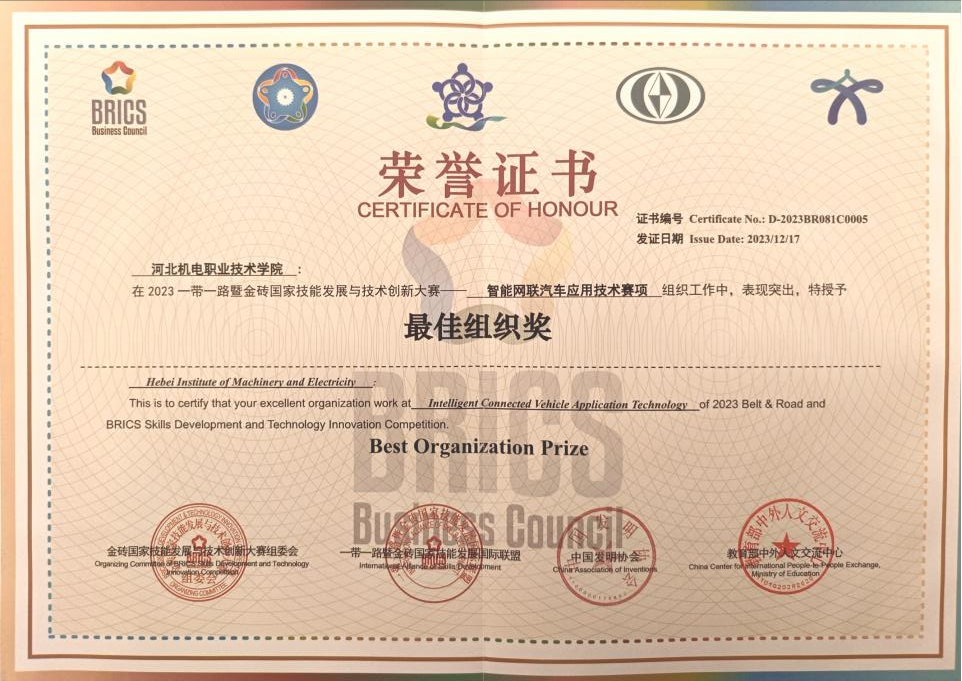 BRICS
Business Council
荣誉证书
CERTIFICATE OF HONOUR
证书编号 Certificate No.: D-2023BR081C0005
发证日期 Issue Date: 2023/12/17
河北机电职业技术学院 :
在 2023 一带一路暨金砖国家技能发展与技术创新大赛—— 智能网联汽车应用技术赛项 组织工作中，表现突出，特授予
最佳组织奖
Hebei Institute of Machinery and Electricity :
This is to certify that your excellent organization work at Intelligent Connected Vehicle Application Technology of 2023 Belt & Road and
BRICS Skills Development and Technology Innovation Competition.
Best Organization Prize
BRICS
Business Council
金砖国家技能发展与技术创新大赛组委会
Organizing Committee of BRICS Skills Development and Technology
Innovation Competition
一带一路暨金砖国家技能发展国际联盟
International Alliance of Skills Development
中国发明协会
China Association of Inventions
教育部中外人文交流中心
China Center for International People-to-People Exchange,
Ministry of Education